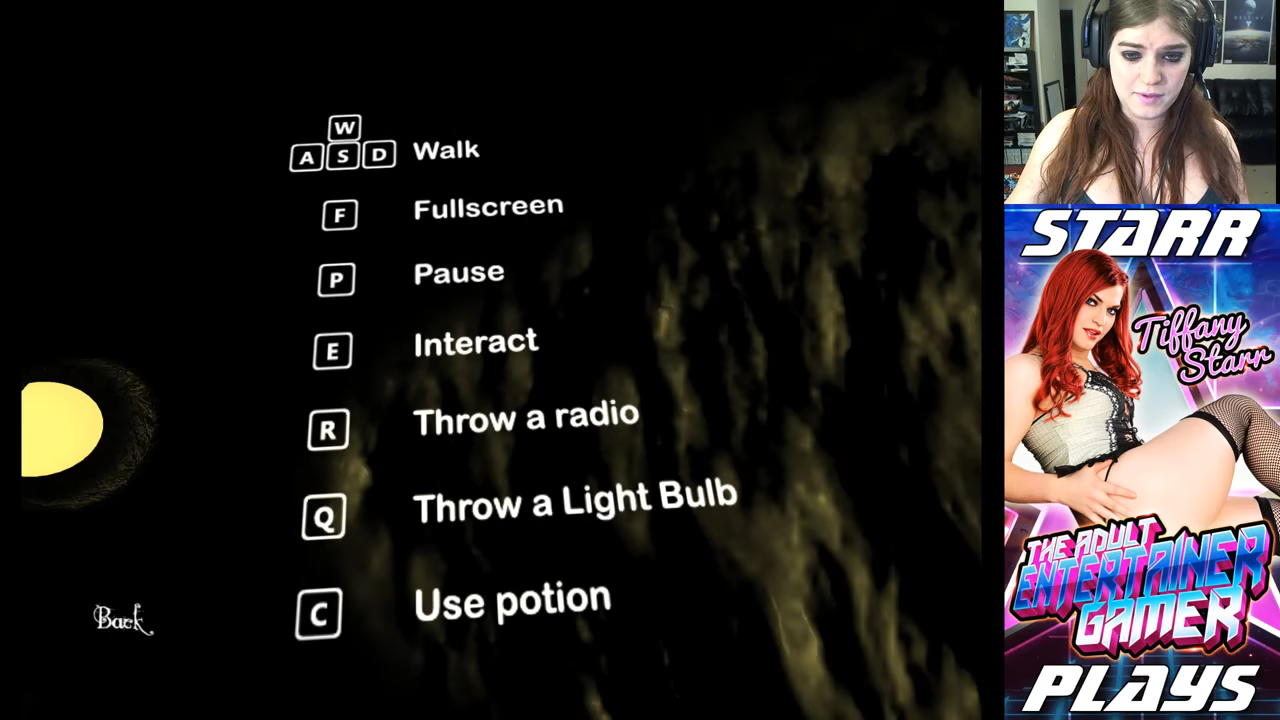 W
A S D Walk
F Fullscreen
P Pause
E Interact
R Throw a radio
Q Throw a Light Bulb
C Use potion
Back
DESTINY
STARR
Tiffany
Starr
THE ADULT
ENTERTAINER
GAMER
PLAYS